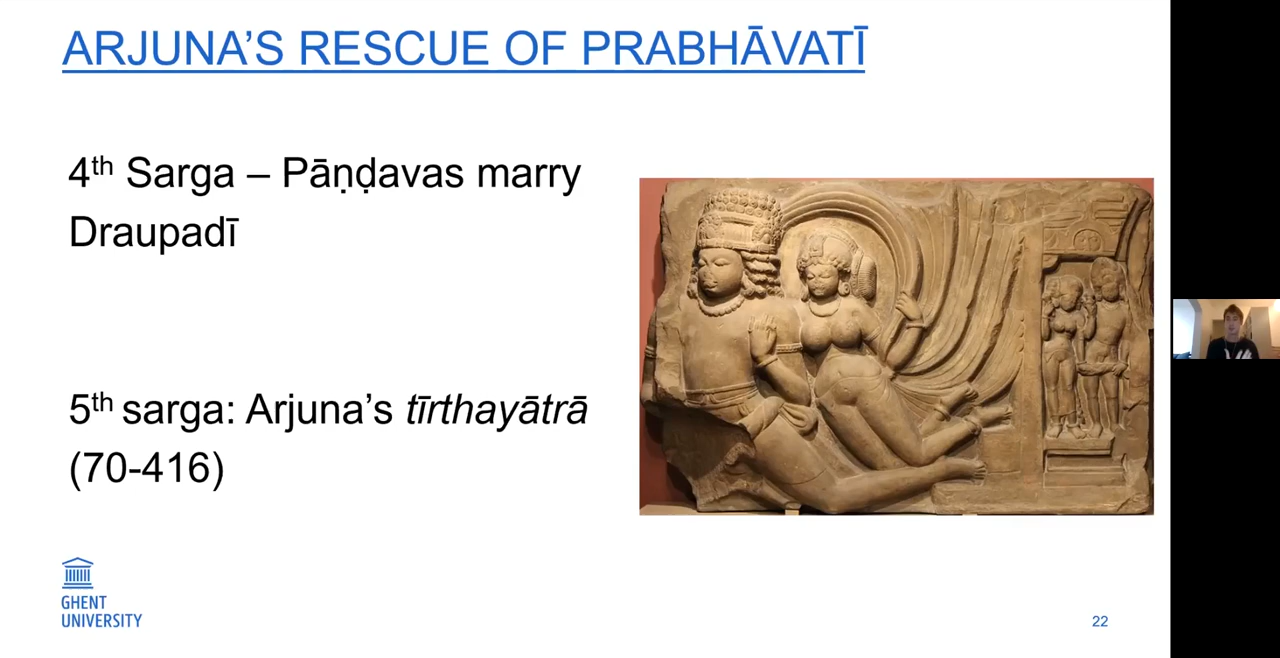 ARJUNA’S RESCUE OF PRABHĀVATĪ
4th Sarga – Pāṇḍavas marry
Draupadī
5th sarga: Arjuna’s tīrthayātrā
(70-416)
GHENT
UNIVERSITY
22